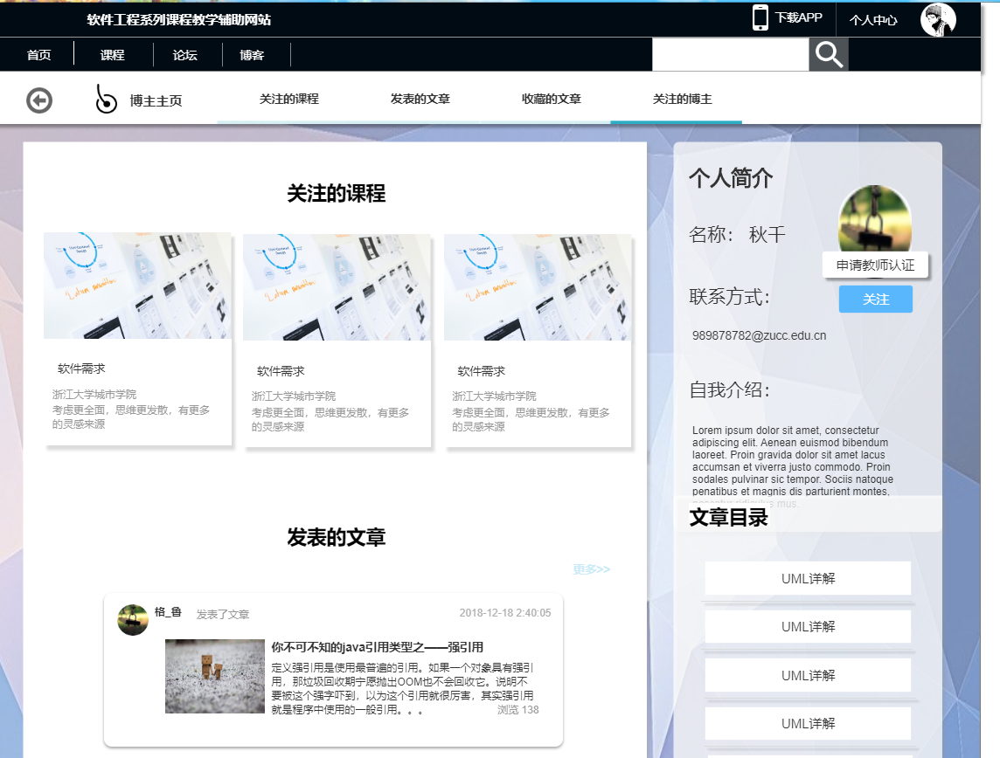 软件工程系列课程教学辅助网站
下载APP
个人中心
首页
课程
论坛
博客
博主主页
关注的课程
发表的文章
收藏的文章
关注的博主
关注的课程
软件需求
浙江大学城市学院
考虑更全面，思维更发散，有更多
的灵感来源
软件需求
浙江大学城市学院
考虑更全面，思维更发散，有更多
的灵感来源
软件需求
浙江大学城市学院
考虑更全面，思维更发散，有更多
的灵感来源
发表的文章
更多>>
格_鲁
发表了文章
2018-12-18 2:40:05
你不可不知的java引用类型之——强引用
定义强引用是使用最普遍的引用。如果一个对象具有强引
用，那垃圾回收期宁愿抛出OOM也不会回收它。说明不
要被这个强字吓到，以为这个引用就很厉害，其实强引用
就是程序中使用的一般引用。。。
浏览 138
个人简介
名称： 秋千
申请教师认证
关注
联系方式：
989878782@zucc.edu.cn
自我介绍：
Lorem ipsum dolor sit amet, consectetur
adipiscing elit. Aenean euismod bibendum
laoreet. Proin gravida dolor sit amet lacus
accumsan et viverra justo commodo. Proin
sodales pulvinar sic tempor. Sociis natoque
penatibus et magnis dis parturient montes,
nascetur ridiculus mus.
文章目录
UML详解
UML详解
UML详解
UML详解